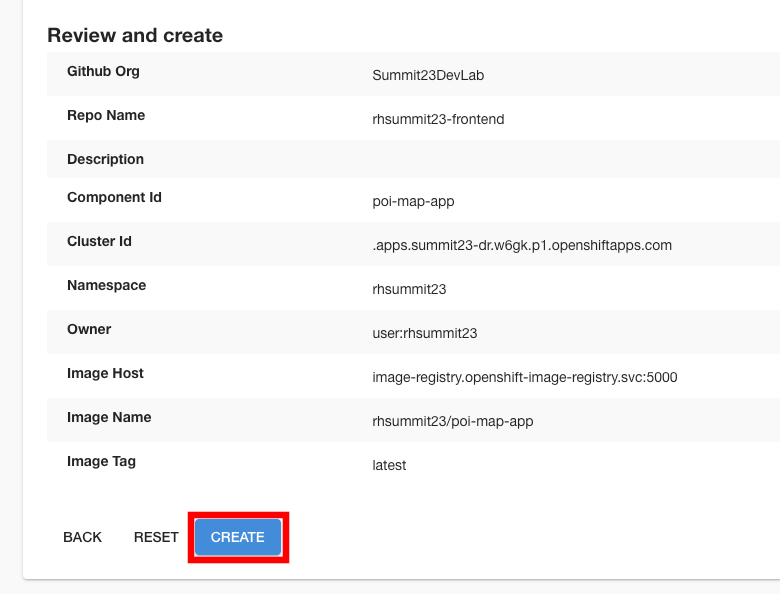 Review and create
Github Org Summit23DevLab
Repo Name rhsummit23-frontend
Description
Component Id poi-map-app
Cluster Id .apps.summit23-dr.w6gk.p1.openshiftapps.com
Namespace rhsummit23
Owner user:rhsummit23
Image Host image-registry.openshift-image-registry.svc:5000
Image Name rhsummit23/poi-map-app
Image Tag latest
BACK RESET CREATE